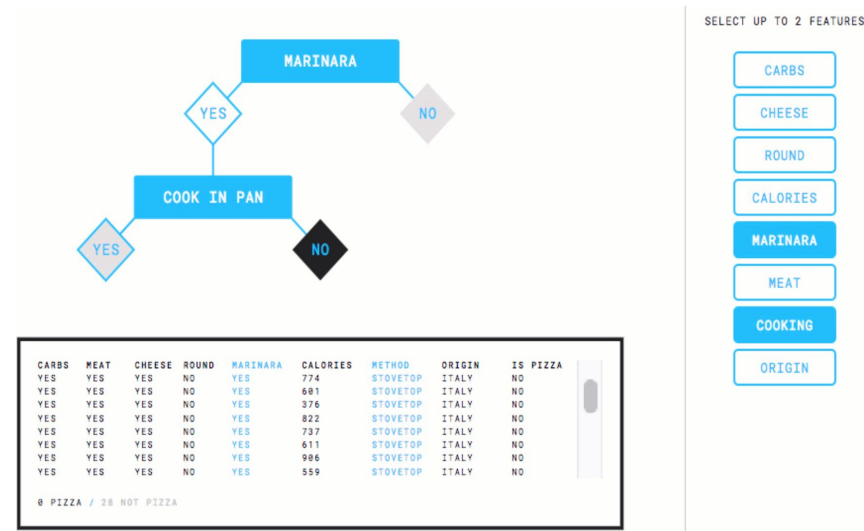 SELECT UP TO 2 FEATURES
MARINARA
YES
NO
COOK IN PAN
YES
NO
CARBS
CHEESE
ROUND
CALORIES
MARINARA
MEAT
COOKING
ORIGIN
CARBS MEAT CHEESE ROUND MARINARA CALORIES METHOD ORIGIN IS PIZZA
YES YES YES NO YES 774 STOVETOP ITALY NO
YES YES YES NO YES 601 STOVETOP ITALY NO
YES YES YES NO YES 376 STOVETOP ITALY NO
YES YES YES NO YES 822 STOVETOP ITALY NO
YES YES YES NO YES 737 STOVETOP ITALY NO
YES YES YES NO YES 611 STOVETOP ITALY NO
YES YES YES NO YES 906 STOVETOP ITALY NO
YES YES YES NO YES 559 STOVETOP ITALY NO
0 PIZZA / 28 NOT PIZZA